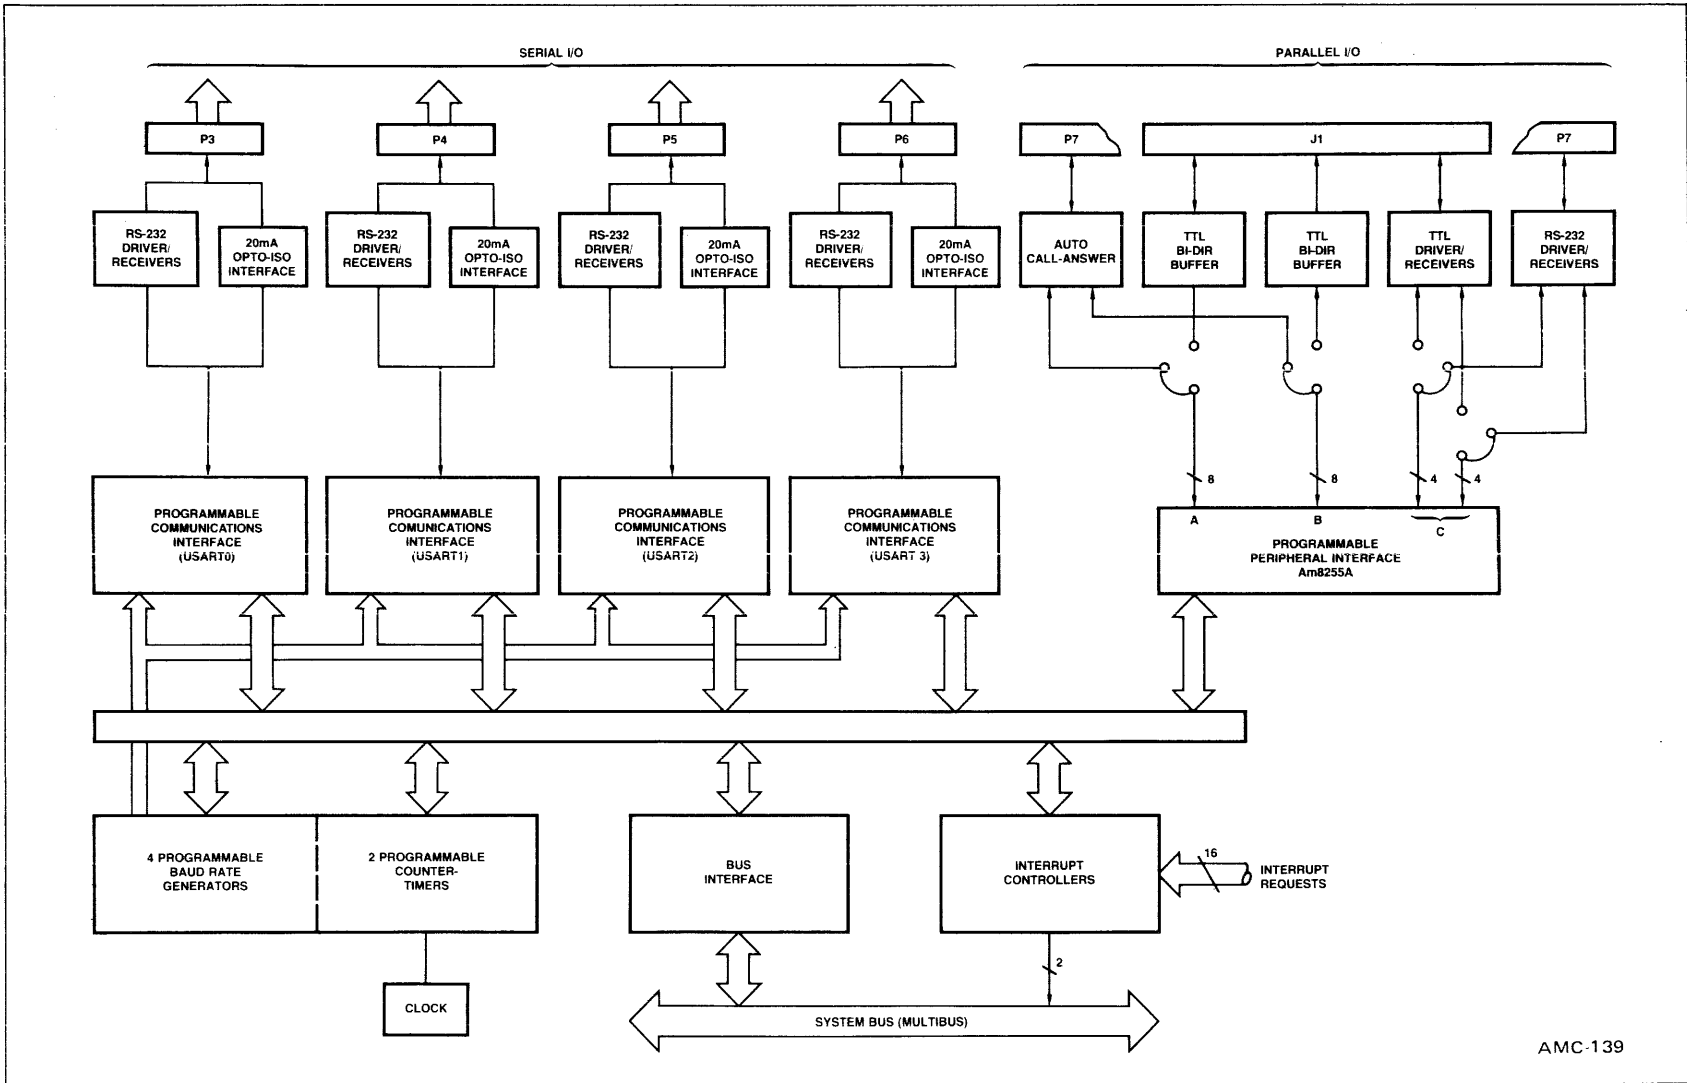 SERIAL I/O
PARALLEL I/O
P3
P4
P5
P6
P7
J1
P7
RS-232
DRIVER/
RECEIVERS
20mA
OPTO-ISO
INTERFACE
RS-232
DRIVER/
RECEIVERS
20mA
OPTO-ISO
INTERFACE
RS-232
DRIVER/
RECEIVERS
20mA
OPTO-ISO
INTERFACE
RS-232
DRIVER/
RECEIVERS
20mA
OPTO-ISO
INTERFACE
AUTO
CALL-ANSWER
TTL
BI-DIR
BUFFER
TTL
BI-DIR
BUFFER
TTL
DRIVER/
RECEIVERS
RS-232
DRIVER/
RECEIVERS
8
8
4
4
PROGRAMMABLE
COMMUNICATIONS
INTERFACE
(USART0)
PROGRAMMABLE
COMUNICATIONS
INTERFACE
(USART1)
PROGRAMMABLE
COMMUNICATIONS
INTERFACE
(USART2)
PROGRAMMABLE
COMMUNICATIONS
INTERFACE
(USART 3)
A
B
C
PROGRAMMABLE
PERIPHERAL INTERFACE
Am8255A
4 PROGRAMMABLE
BAUD RATE
GENERATORS
2 PROGRAMMABLE
COUNTER-
TIMERS
BUS
INTERFACE
INTERRUPT
CONTROLLERS
16
INTERRUPT
REQUESTS
2
CLOCK
SYSTEM BUS (MULTIBUS)
AMC-139